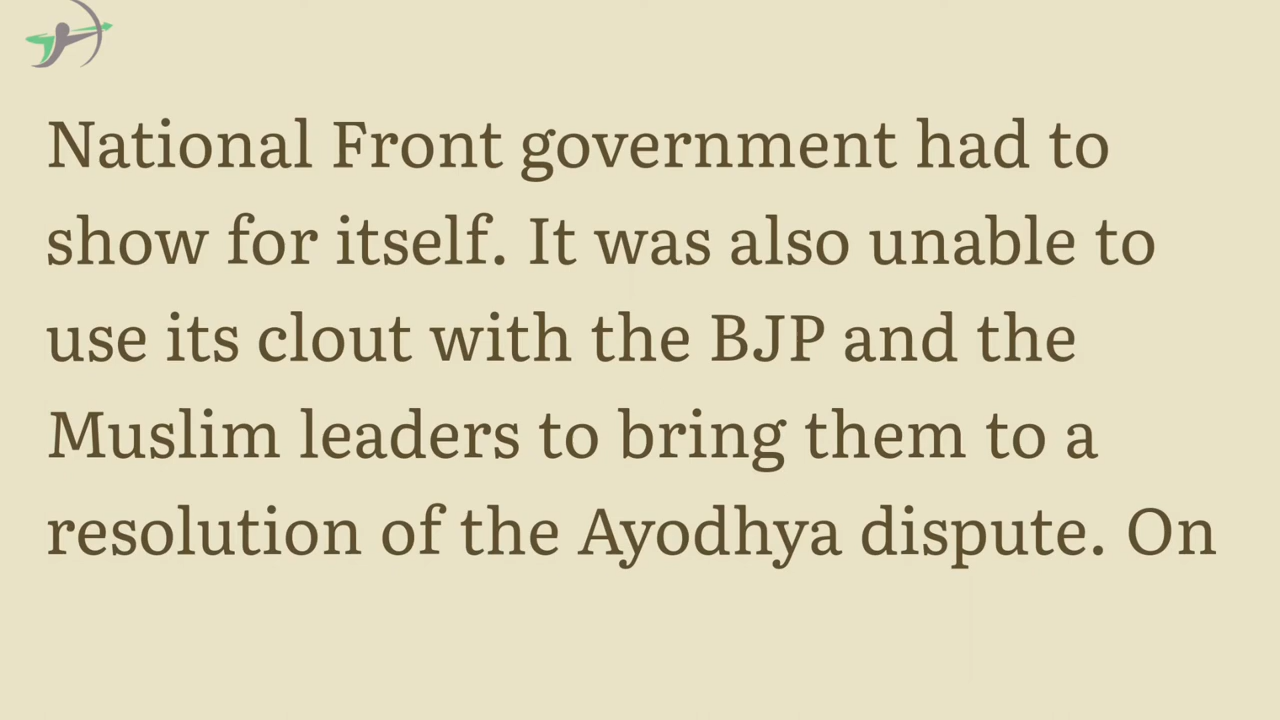 National Front government had to
show for itself. It was also unable to
use its clout with the BJP and the
Muslim leaders to bring them to a
resolution of the Ayodhya dispute. On